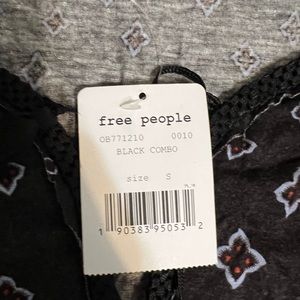 free people
OB771210 0010
BLACK COMBO
size S
1 90383 95053 2